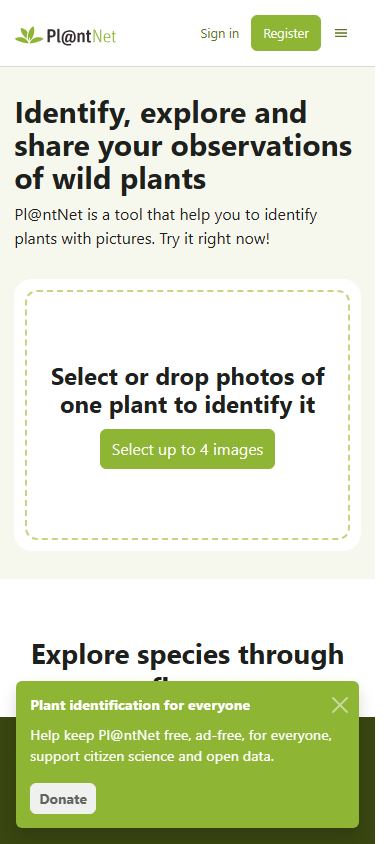 Pl@ntNet
Sign in
Register
Identify, explore and
share your observations
of wild plants
Pl@ntNet is a tool that help you to identify
plants with pictures. Try it right now!
Select or drop photos of
one plant to identify it
Select up to 4 images
Explore species through
Plant identification for everyone
Help keep Pl@ntNet free, ad-free, for everyone,
support citizen science and open data.
Donate